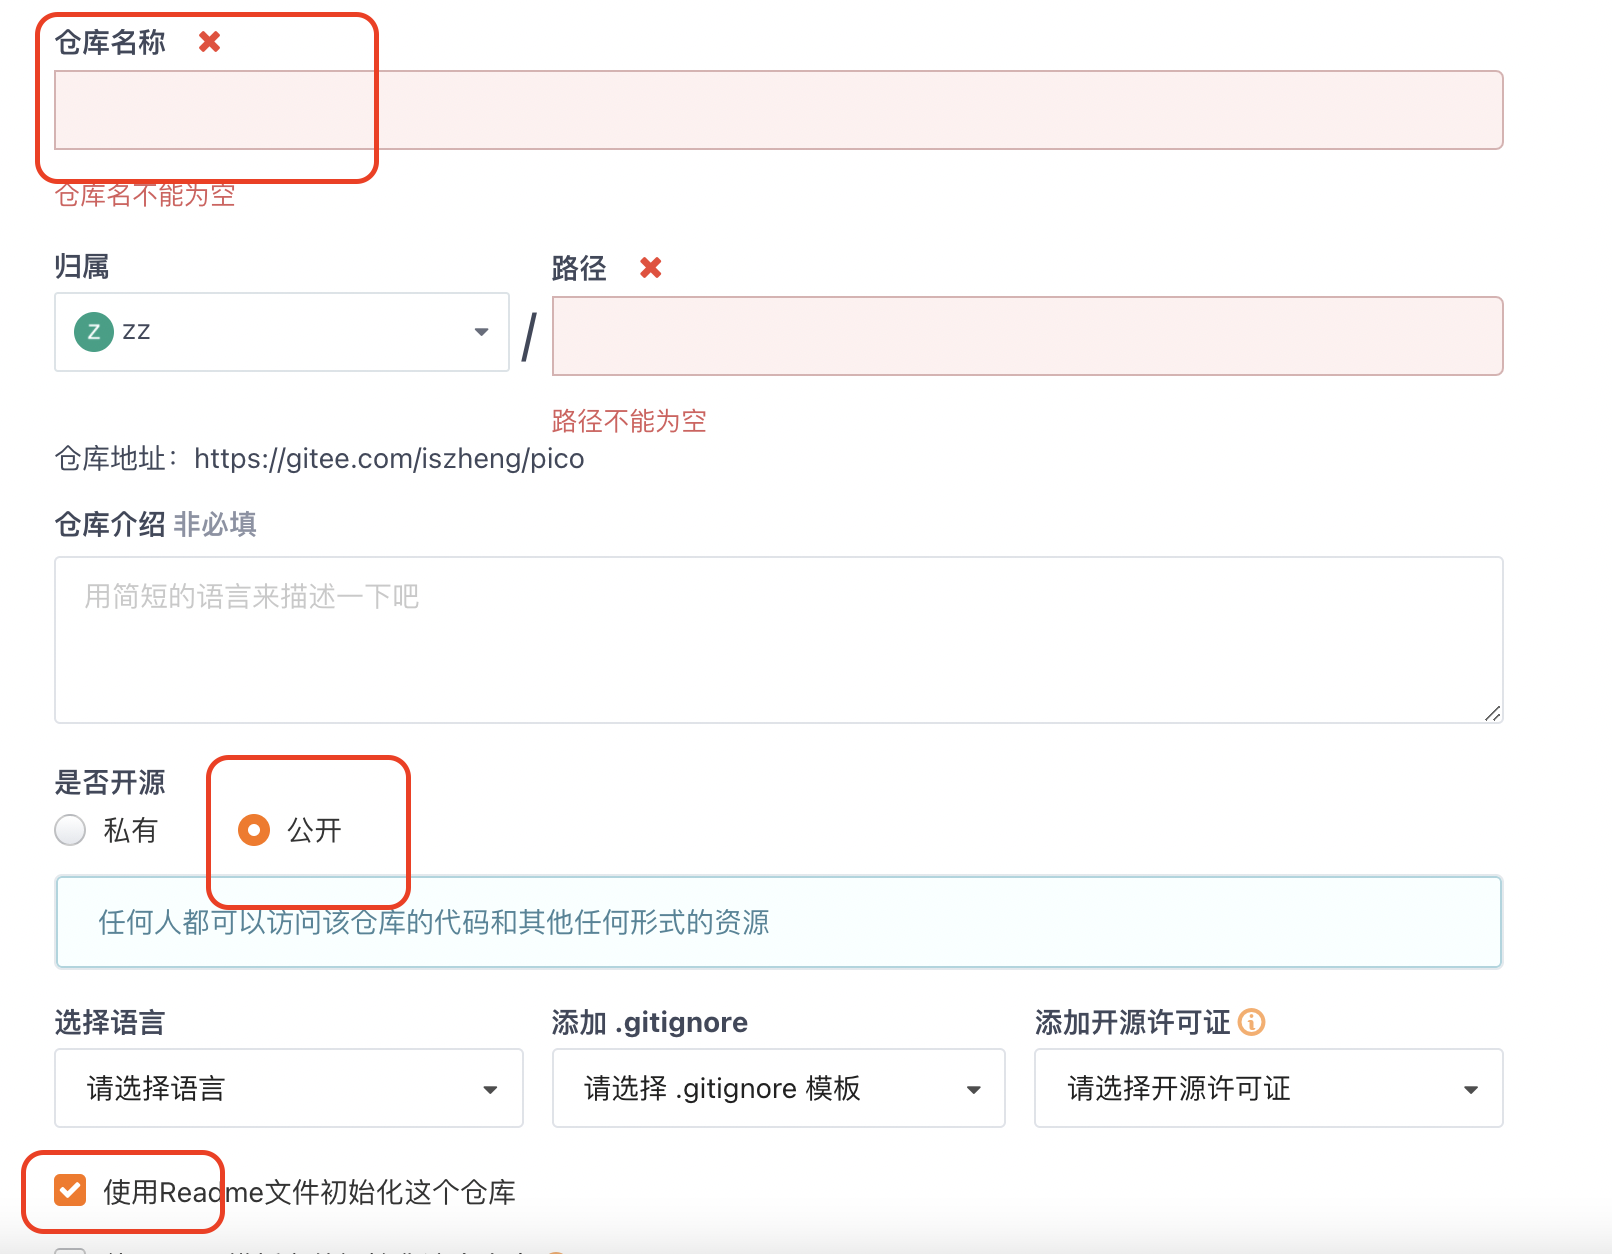 仓库名称
仓库名不能为空
归属
路径
Z zz
/
路径不能为空
仓库地址：https://gitee.com/iszheng/pico
仓库介绍 非必填
用简短的语言来描述一下吧
是否开源
私有 公开
任何人都可以访问该仓库的代码和其他任何形式的资源
选择语言 添加 .gitignore 添加开源许可证
请选择语言 请选择 .gitignore 模板 请选择开源许可证
使用Readme文件初始化这个仓库